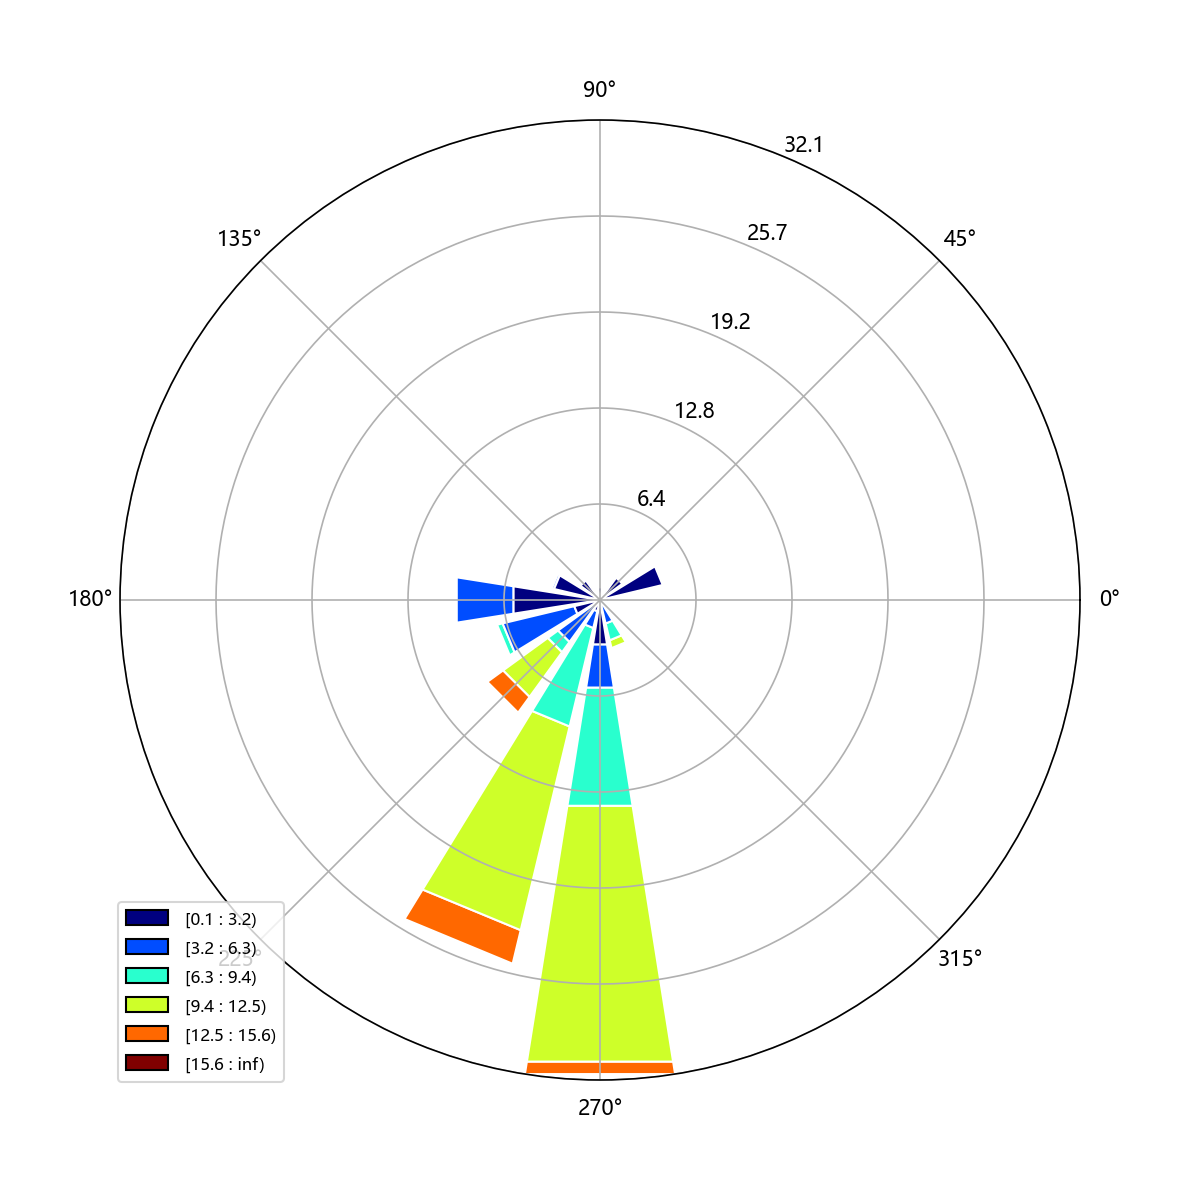 90°
32.1
135°
45°
25.7
19.2
12.8
6.4
180°
0°
[0.1 : 3.2)
[3.2 : 6.3)
225°
315°
[6.3 : 9.4)
[9.4 : 12.5)
[12.5 : 15.6)
[15.6 : inf)
270°